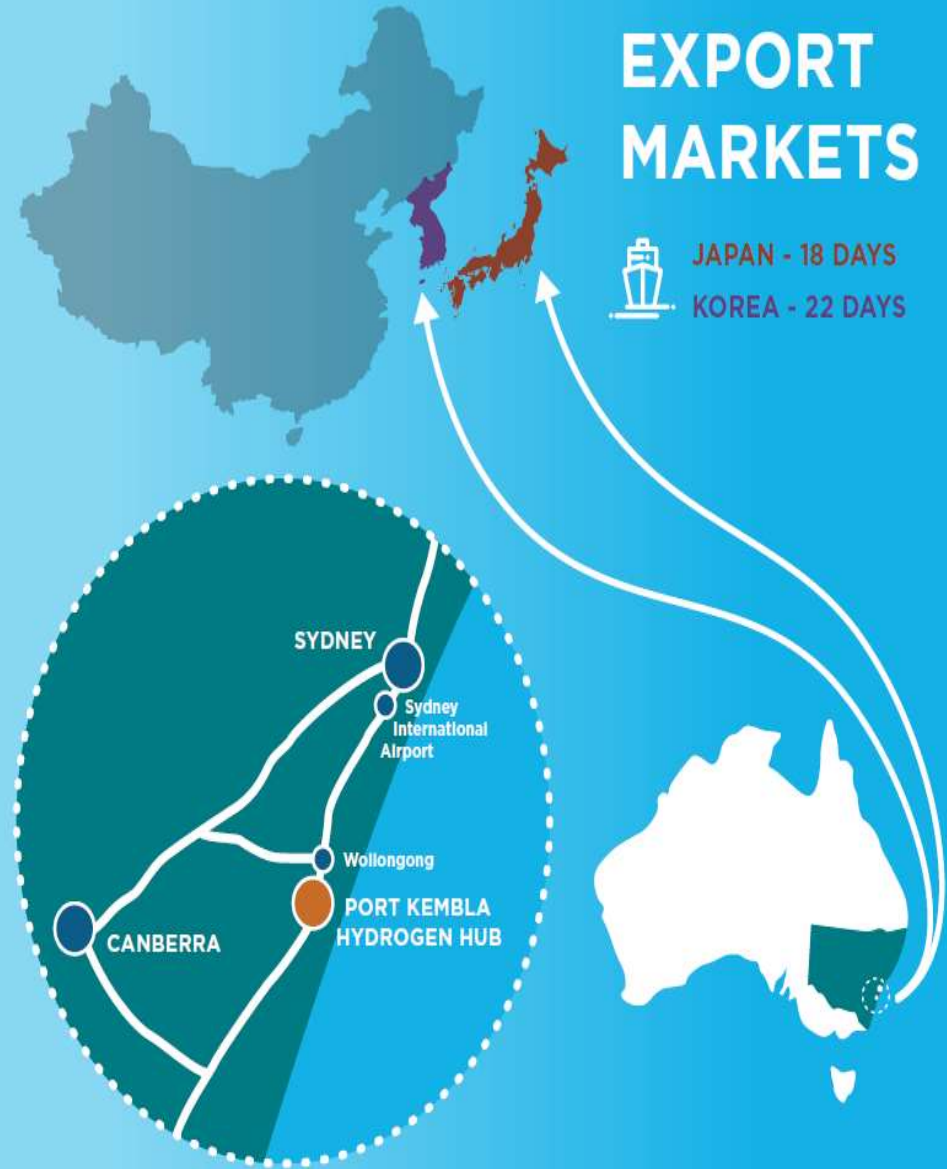 EXPORT
MARKETS
JAPAN - 18 DAYS
KOREA - 22 DAYS
SYDNEY
Sydney
International
Airport
Wollongong
PORT KEMBLA
HYDROGEN HUB
CANBERRA